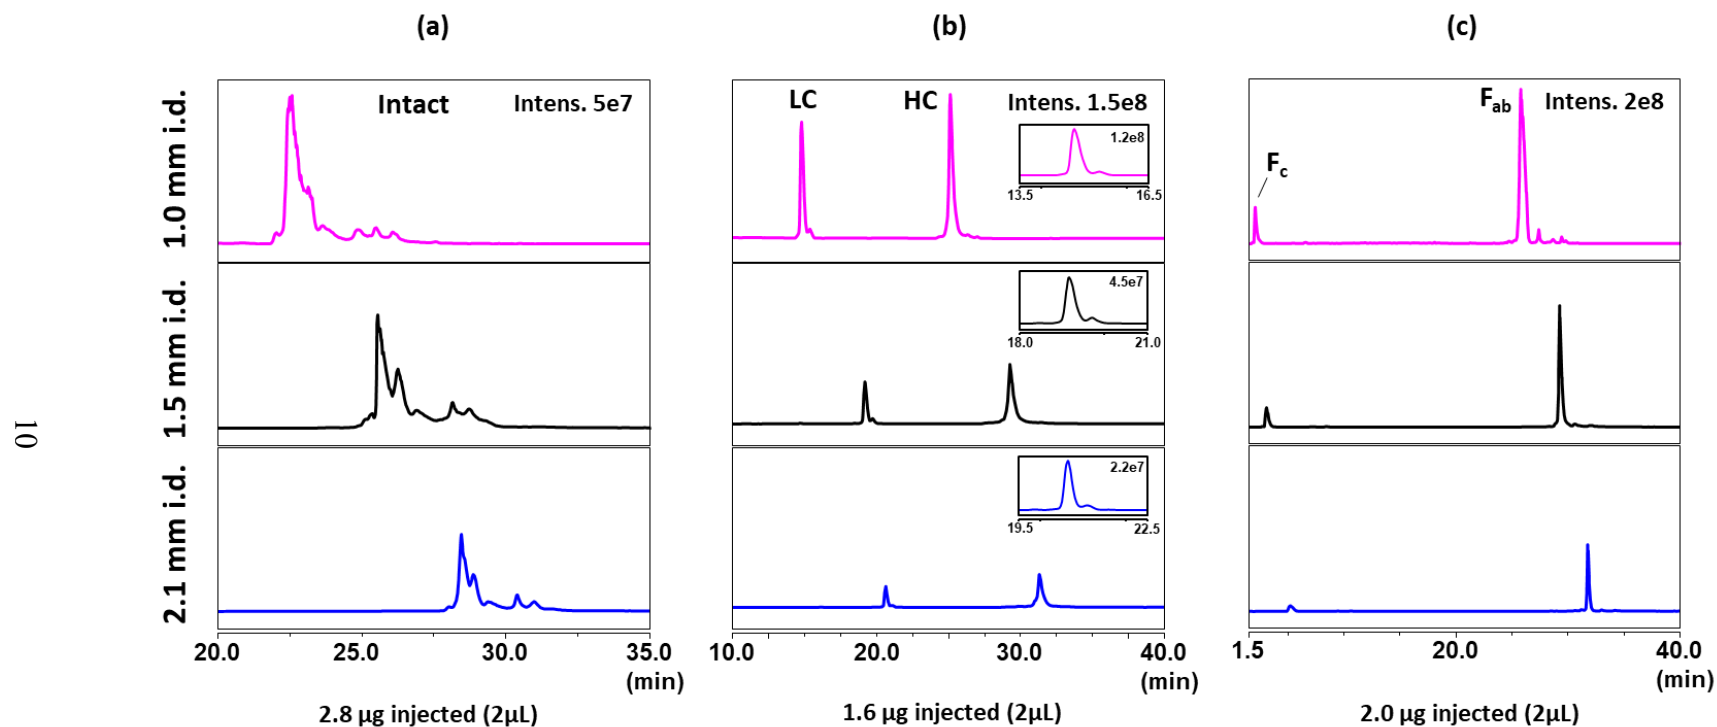 (a)
(b)
(c)
1.0 mm i.d.
1.5 mm i.d.
2.1 mm i.d.
10
Intact
Intens. 5e7
20.0
25.0
30.0
35.0
(min)
2.8 µg injected (2µL)
LC
HC
Intens. 1.5e8
1.2e8
13.5
16.5
4.5e7
18.0
21.0
2.2e7
19.5
22.5
10.0
20.0
30.0
40.0
(min)
1.6 µg injected (2µL)
Fc
Fab
Intens. 2e8
1.5
20.0
40.0
(min)
2.0 µg injected (2µL)